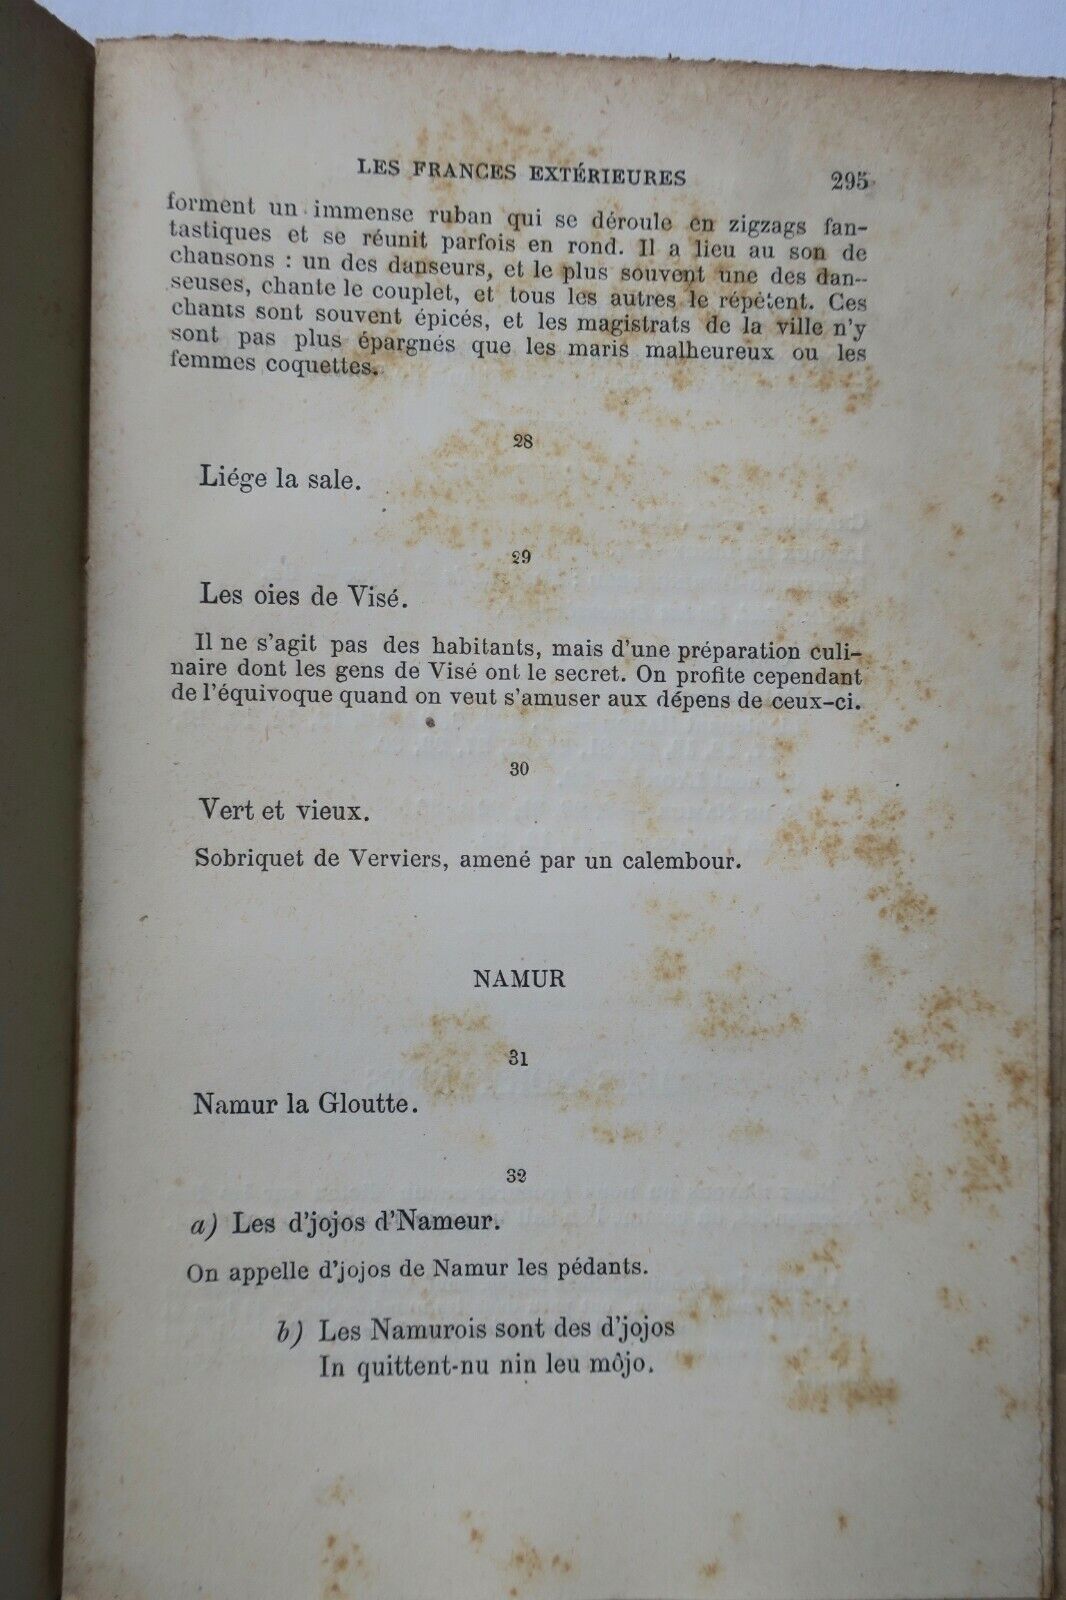 LES FRANCES EXTÉRIEURES 295
forment un immense ruban qui se déroule en zigzags fan-
tastiques et se réunit parfois en rond. Il a lieu au son de
chansons : un des danseurs, et le plus souvent une des dan-
seuses, chante le couplet, et tous les autres le répètent. Ces
chants sont souvent épicés, et les magistrats de la ville n'y
sont pas plus épargnés que les maris malheureux ou les
femmes coquettes.
28
Liége la sale.
29
Les oies de Visé.
Il ne s'agit pas des habitants, mais d'une préparation culi-
naire dont les gens de Visé ont le secret. On profite cependant
de l'équivoque quand on veut s'amuser aux dépens de ceux-ci.
30
Vert et vieux.
Sobriquet de Verviers, amené par un calembour.
NAMUR
31
Namur la Gloutte.
32
a) Les d'jojos d'Nameur.
On appelle d'jojos de Namur les pédants.
b) Les Namurois sont des d'jojos
In quittent-nu nin leu môjo.